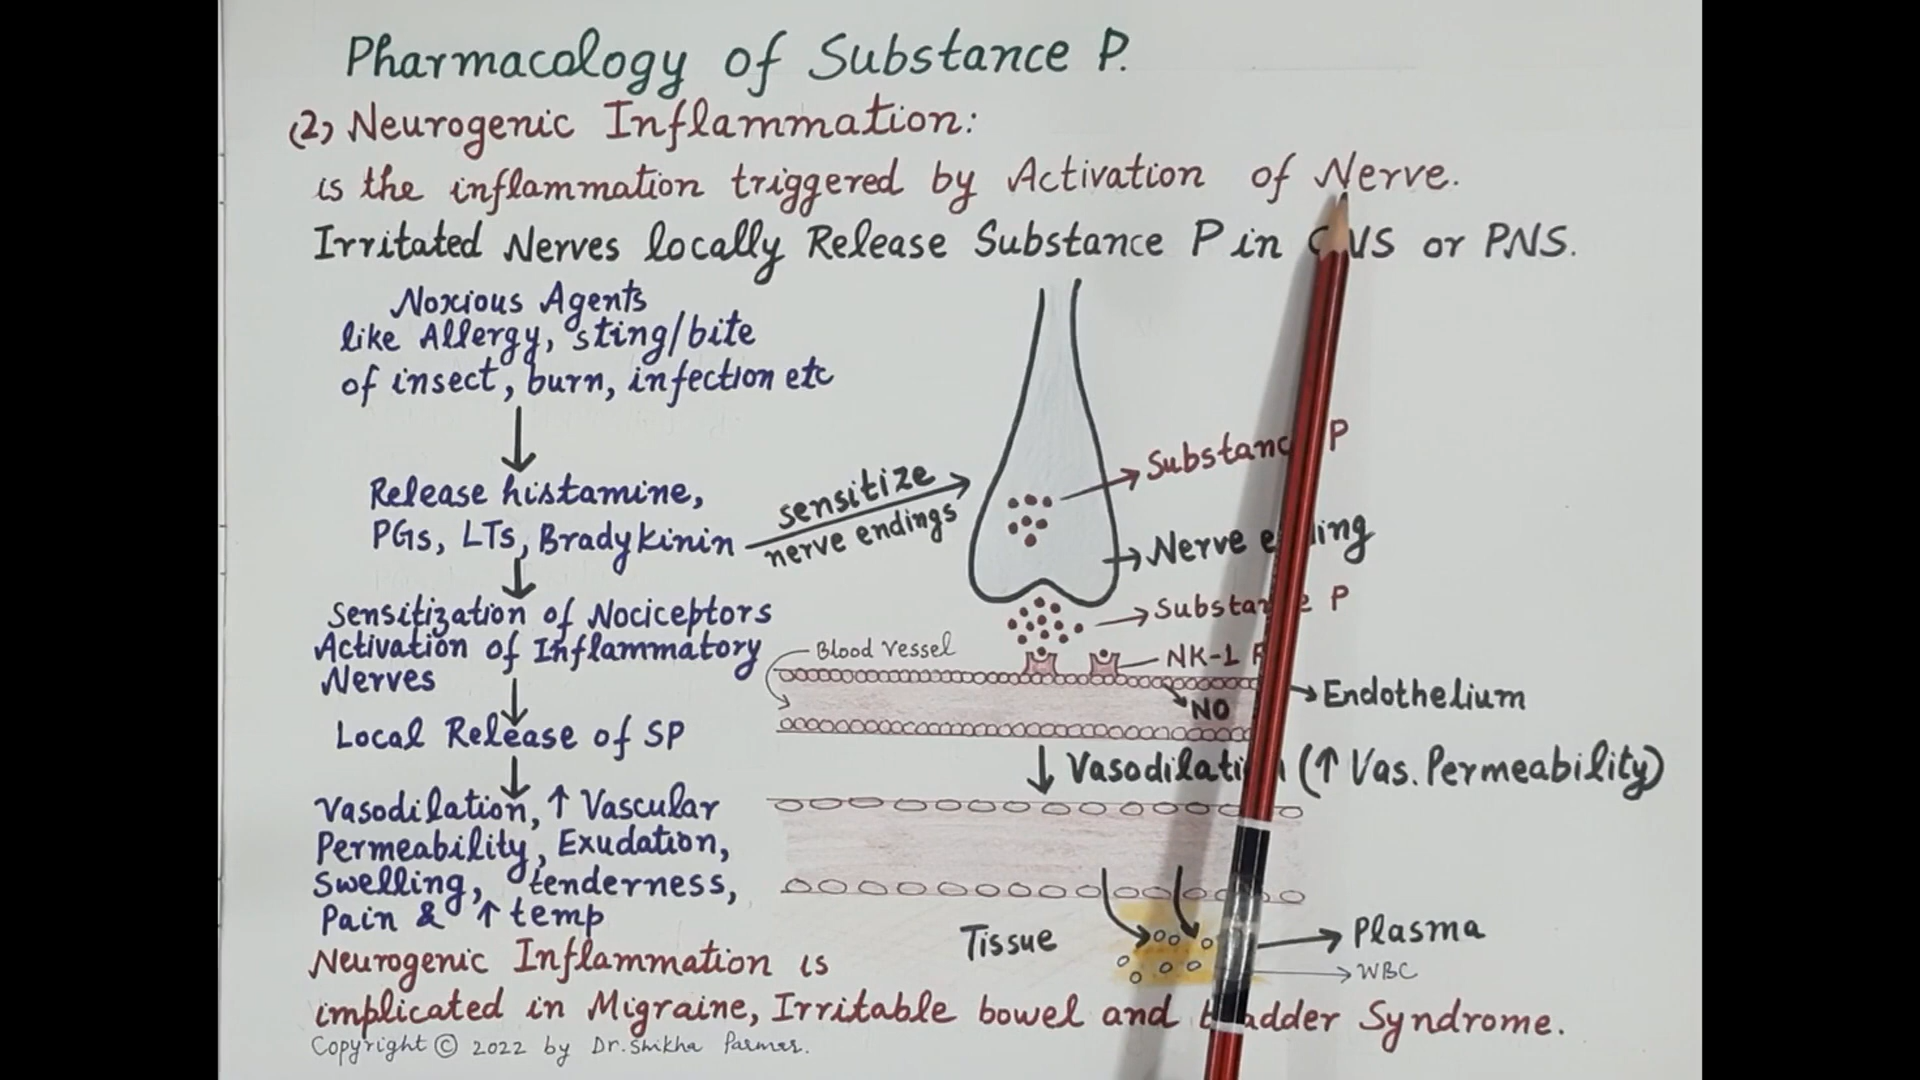 Pharmacology of Substance P.
(2) Neurogenic Inflammation:
is the inflammation triggered by Activation of Nerve.
Irritated Nerves locally Release Substance P in CNS or PNS.
Noxious Agents
like Allergy, sting/bite
of insect, burn, infection etc
Release histamine,
PGs, LTs, Bradykinin
sensitize
nerve endings
Sensitization of Nociceptors
Activation of Inflammatory
Nerves
Local Release of SP
Vasodilation, ↑ Vascular
Permeability, Exudation,
Swelling, tenderness,
Pain & ↑ temp
Substance P
Nerve ending
Substance P
Blood vessel
NK-1 R
NO
Endothelium
Vasodilation (↑ Vas. Permeability)
Tissue
Plasma
WBC
Neurogenic Inflammation is
implicated in Migraine, Irritable bowel and bladder Syndrome.
Copyright © 2022 by Dr. Shikha Parmar.